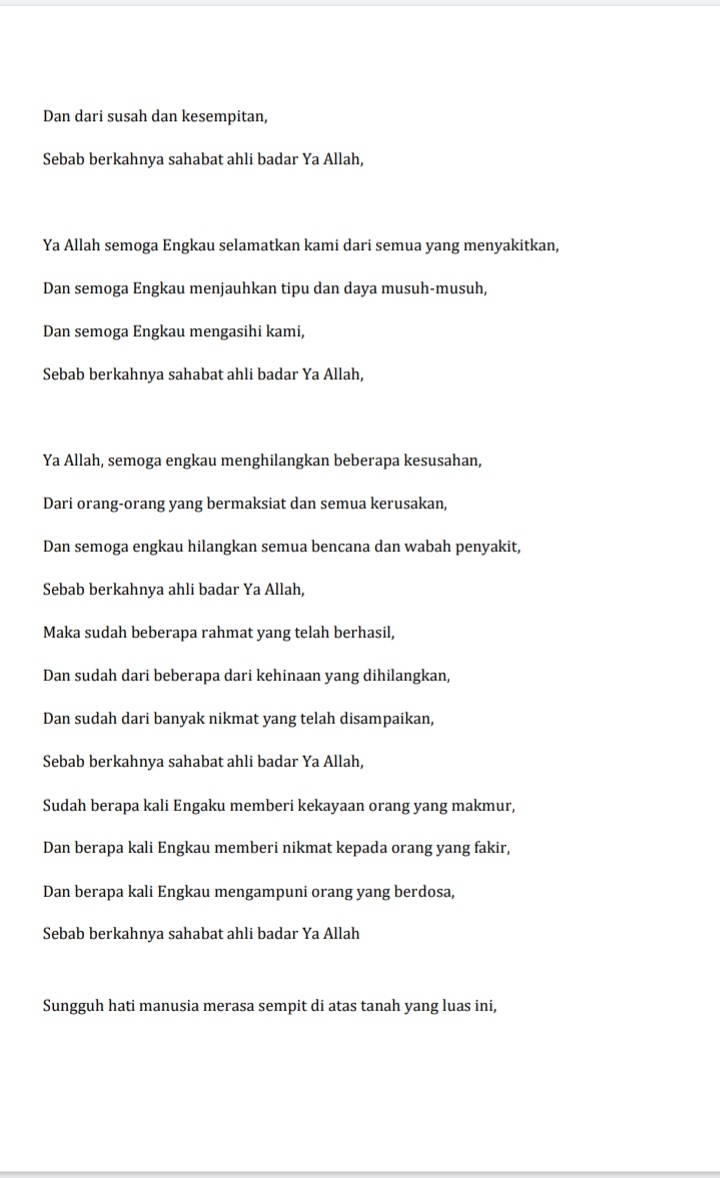 Dan dari susah dan kesempitan,
Sebab berkahnya sahabat ahli badar Ya Allah,
Ya Allah semoga Engkau selamatkan kami dari semua yang menyakitkan,
Dan semoga Engkau menjauhkan tipu dan daya musuh-musuh,
Dan semoga Engkau mengasihi kami,
Sebab berkahnya sahabat ahli badar Ya Allah,
Ya Allah, semoga engkau menghilangkan beberapa kesusahan,
Dari orang-orang yang bermaksiat dan semua kerusakan,
Dan semoga engkau hilangkan semua bencana dan wabah penyakit,
Sebab berkahnya ahli badar Ya Allah,
Maka sudah beberapa rahmat yang telah berhasil,
Dan sudah dari beberapa dari kehinaan yang dihilangkan,
Dan sudah dari banyak nikmat yang telah disampaikan,
Sebab berkahnya sahabat ahli badar Ya Allah,
Sudah berapa kali Engaku memberi kekayaan orang yang makmur,
Dan berapa kali Engkau memberi nikmat kepada orang yang fakir,
Dan berapa kali Engkau mengampuni orang yang berdosa,
Sebab berkahnya sahabat ahli badar Ya Allah
Sungguh hati manusia merasa sempit di atas tanah yang luas ini,